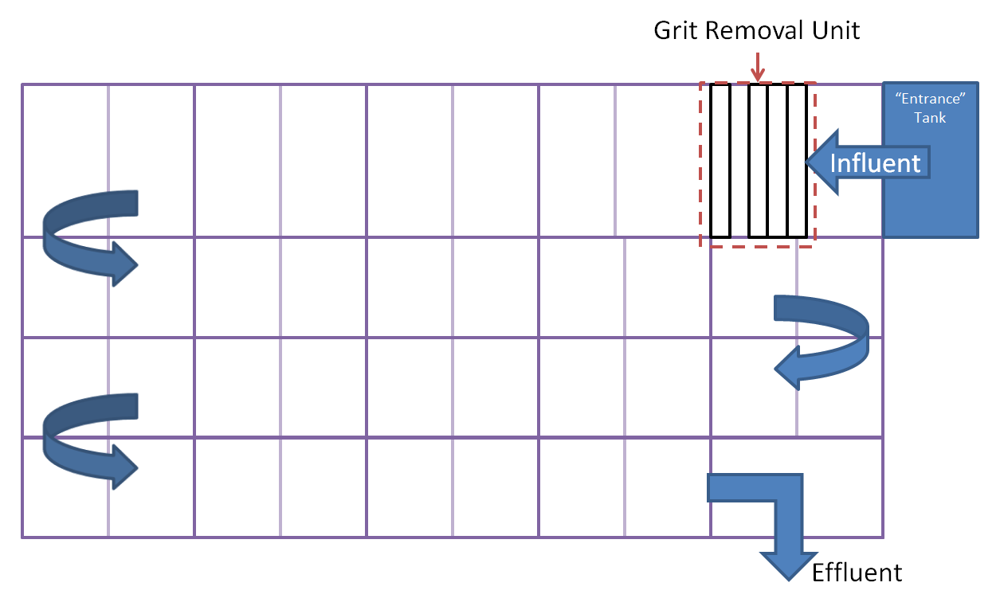 Grit Removal Unit
“Entrance”
Tank
Influent
Effluent